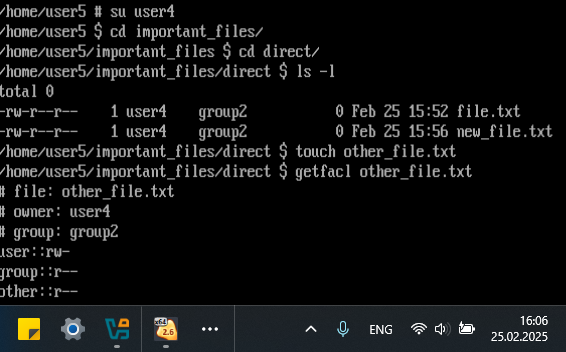 /home/user5 # su user4
/home/user5 $ cd important_files/
/home/user5/important_files $ cd direct/
/home/user5/important_files/direct $ ls -l
total 0
-rw-r--r-- 1 user4 group2 0 Feb 25 15:52 file.txt
-rw-r--r-- 1 user4 group2 0 Feb 25 15:56 new_file.txt
/home/user5/important_files/direct $ touch other_file.txt
/home/user5/important_files/direct $ getfacl other_file.txt
# file: other_file.txt
# owner: user4
# group: group2
user::rw-
group::r--
other::r--
x64
2.6
ENG
16:06
25.02.2025